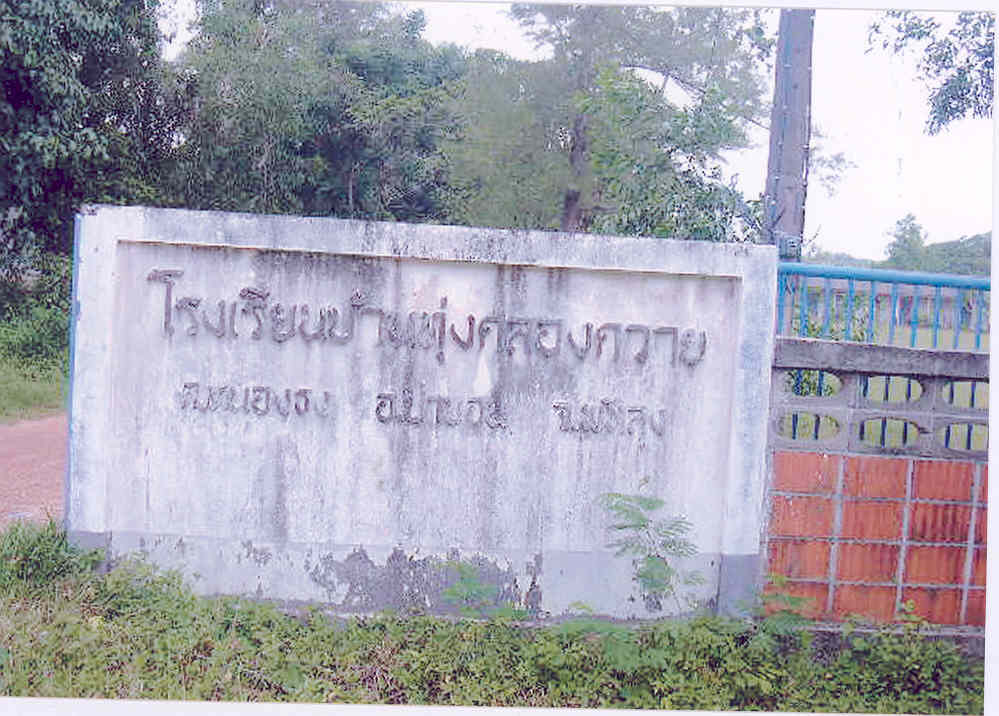 โรงเรียนบ้านทุ่งคลองควาย
ต.หนองธง อ.ป่าบอน จ.พัทลุง